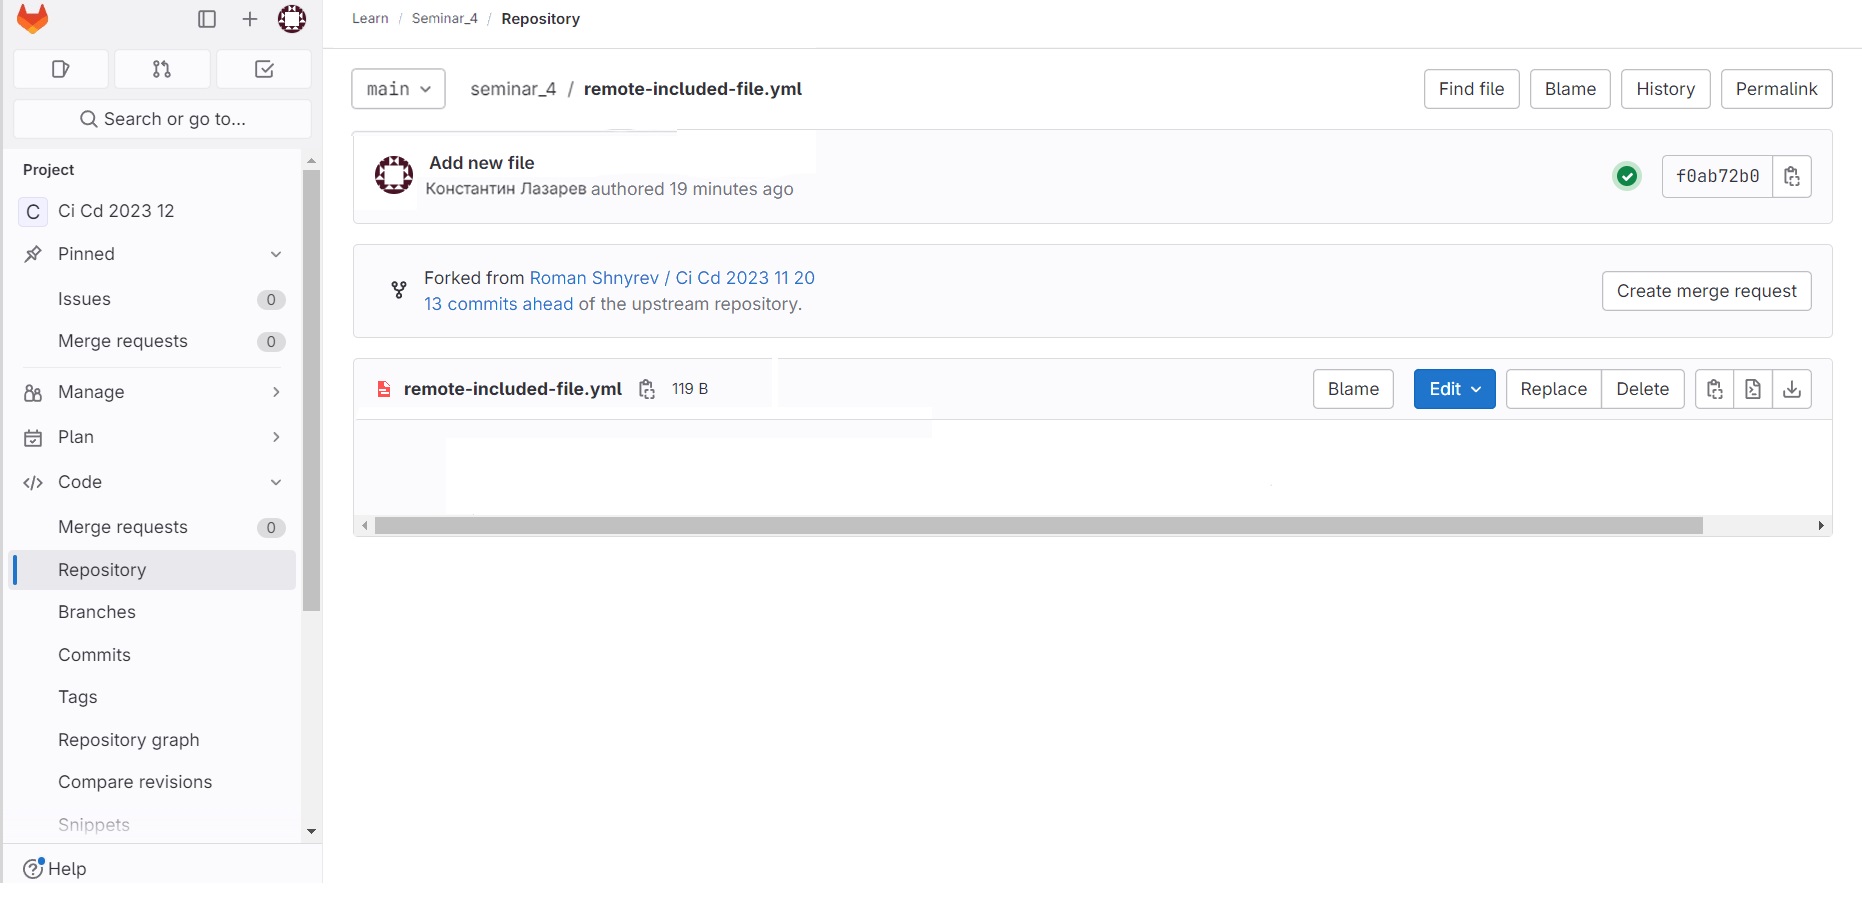 Learn / Seminar_4 / Repository
Search or go to...
Project
C Ci Cd 2023 12
Pinned
Issues 0
Merge requests 0
Manage
Plan
Code
Merge requests 0
Repository
Branches
Commits
Tags
Repository graph
Compare revisions
Snippets
Help
main seminar_4 / remote-included-file.yml Find file Blame History Permalink
Add new file
Константин Лазарев authored 19 minutes ago
f0ab72b0
Forked from Roman Shnyrev / Ci Cd 2023 11 20
13 commits ahead of the upstream repository.
Create merge request
remote-included-file.yml 119 B Blame Edit Replace Delete